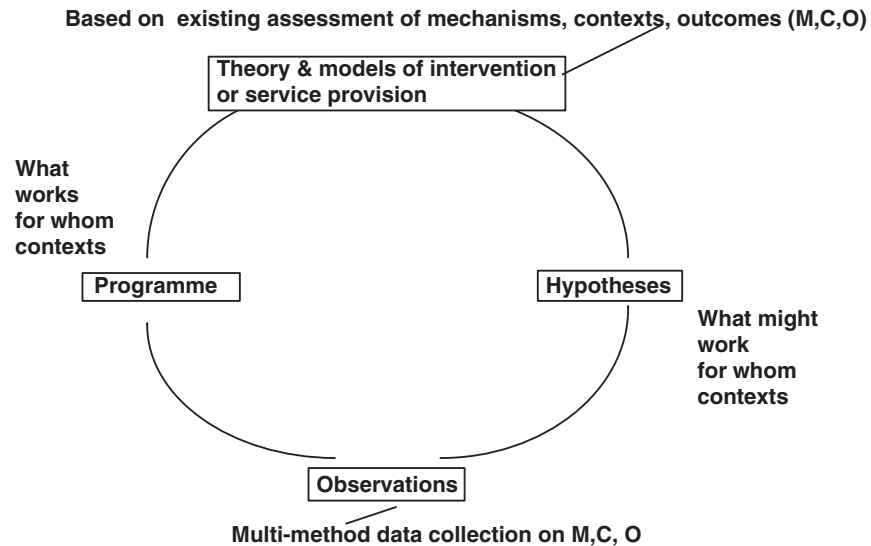 Based on existing assessment of mechanisms, contexts, outcomes (M,C,O)
Theory & models of intervention
or service provision
What
works
for whom
contexts
Programme
Hypotheses
What might
work
for whom
contexts
Observations
Multi-method data collection on M,C, O